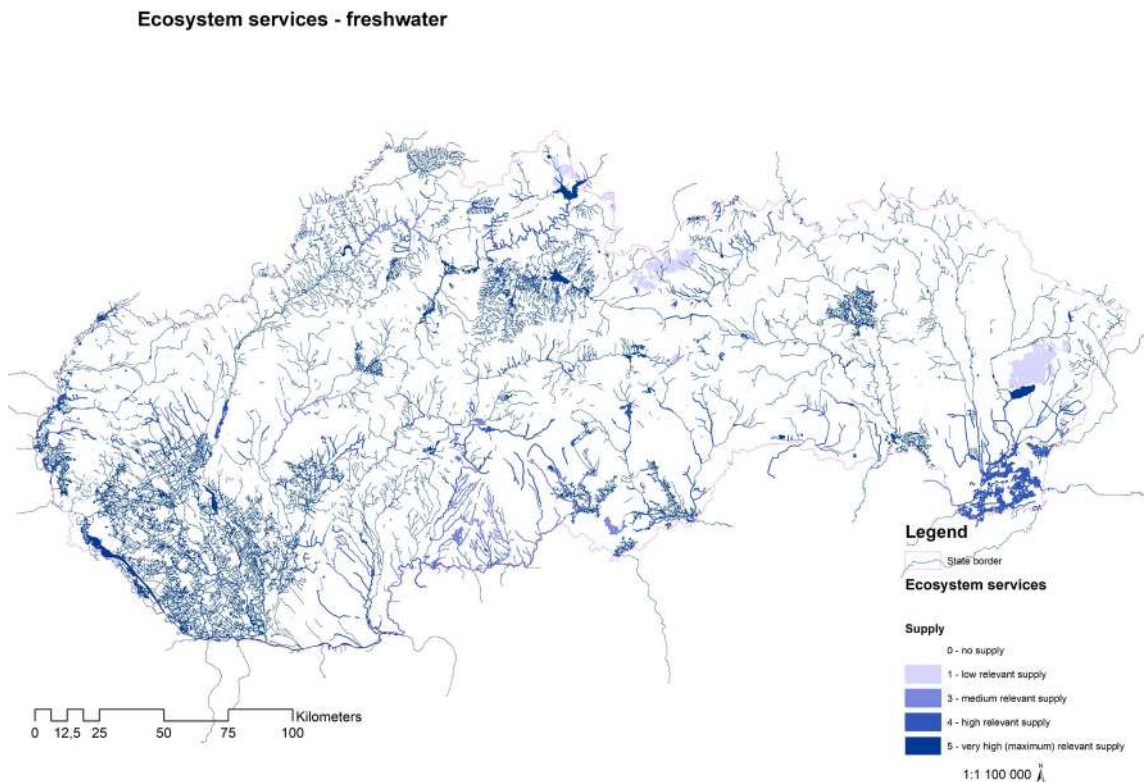 Ecosystem services - freshwater
Legend
State border
Ecosystem services
Supply
0 - no supply
1 - low relevant supply
3 - medium relevant supply
4 - high relevant supply
5 - very high (maximum) relevant supply
Kilometers
0 12,5 25 50 75 100
1:1 100 000
N